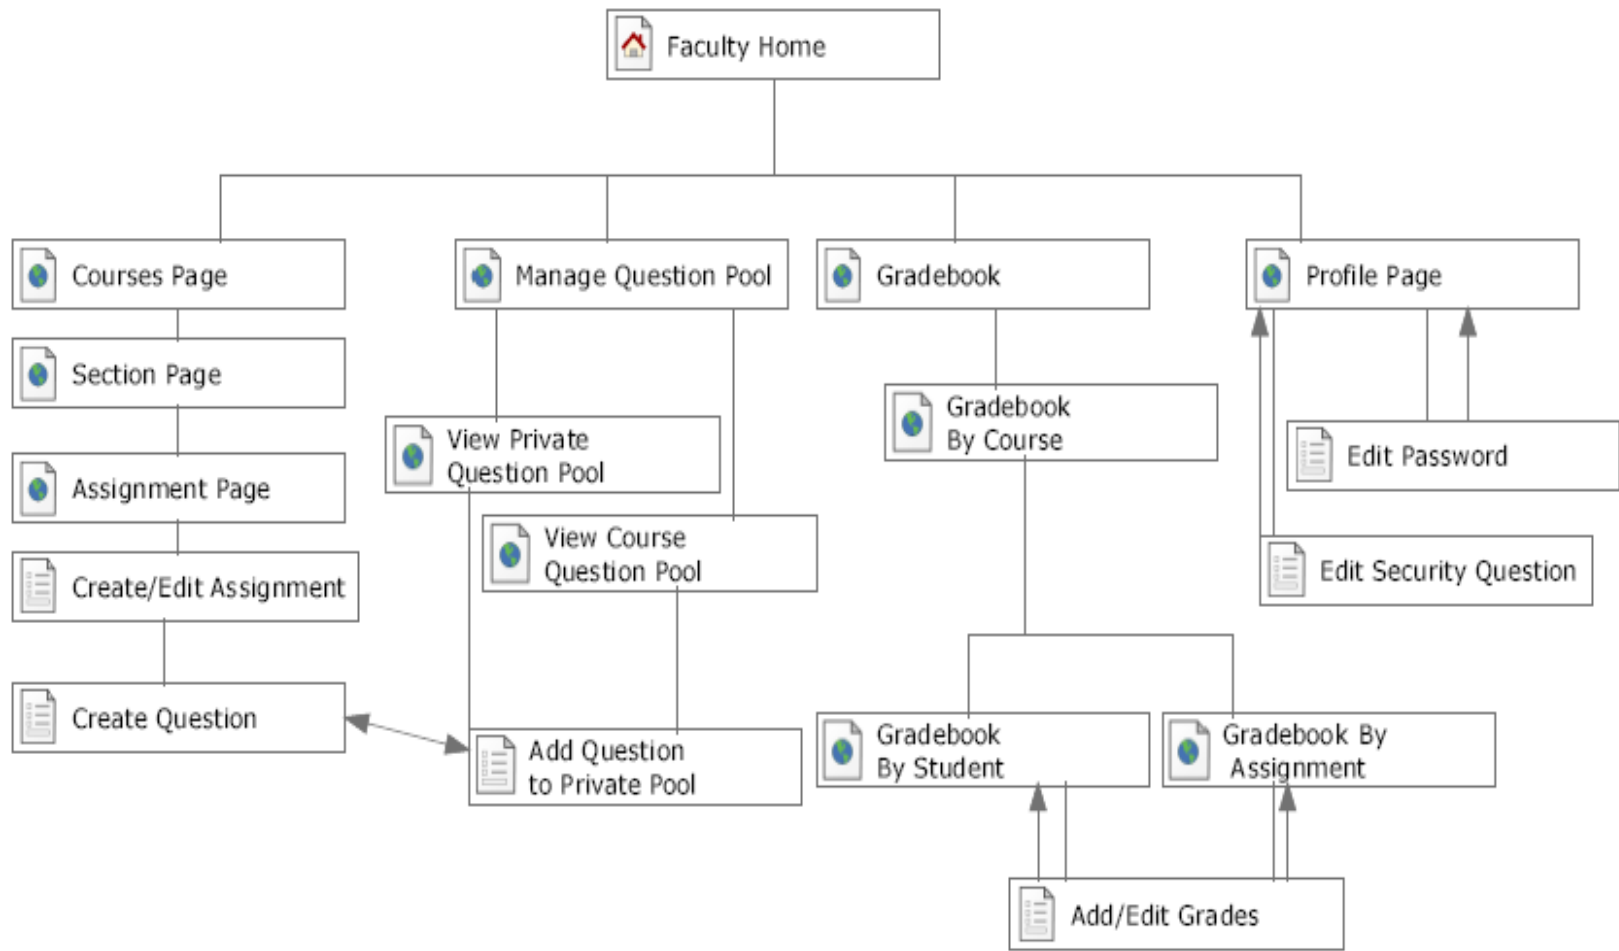 Faculty Home
Courses Page
Manage Question Pool
Gradebook
Profile Page
Section Page
Gradebook
By Course
View Private
Question Pool
Edit Password
Assignment Page
View Course
Question Pool
Edit Security Question
Create/Edit Assignment
Create Question
Gradebook
By Student
Gradebook By
Assignment
Add Question
to Private Pool
Add/Edit Grades